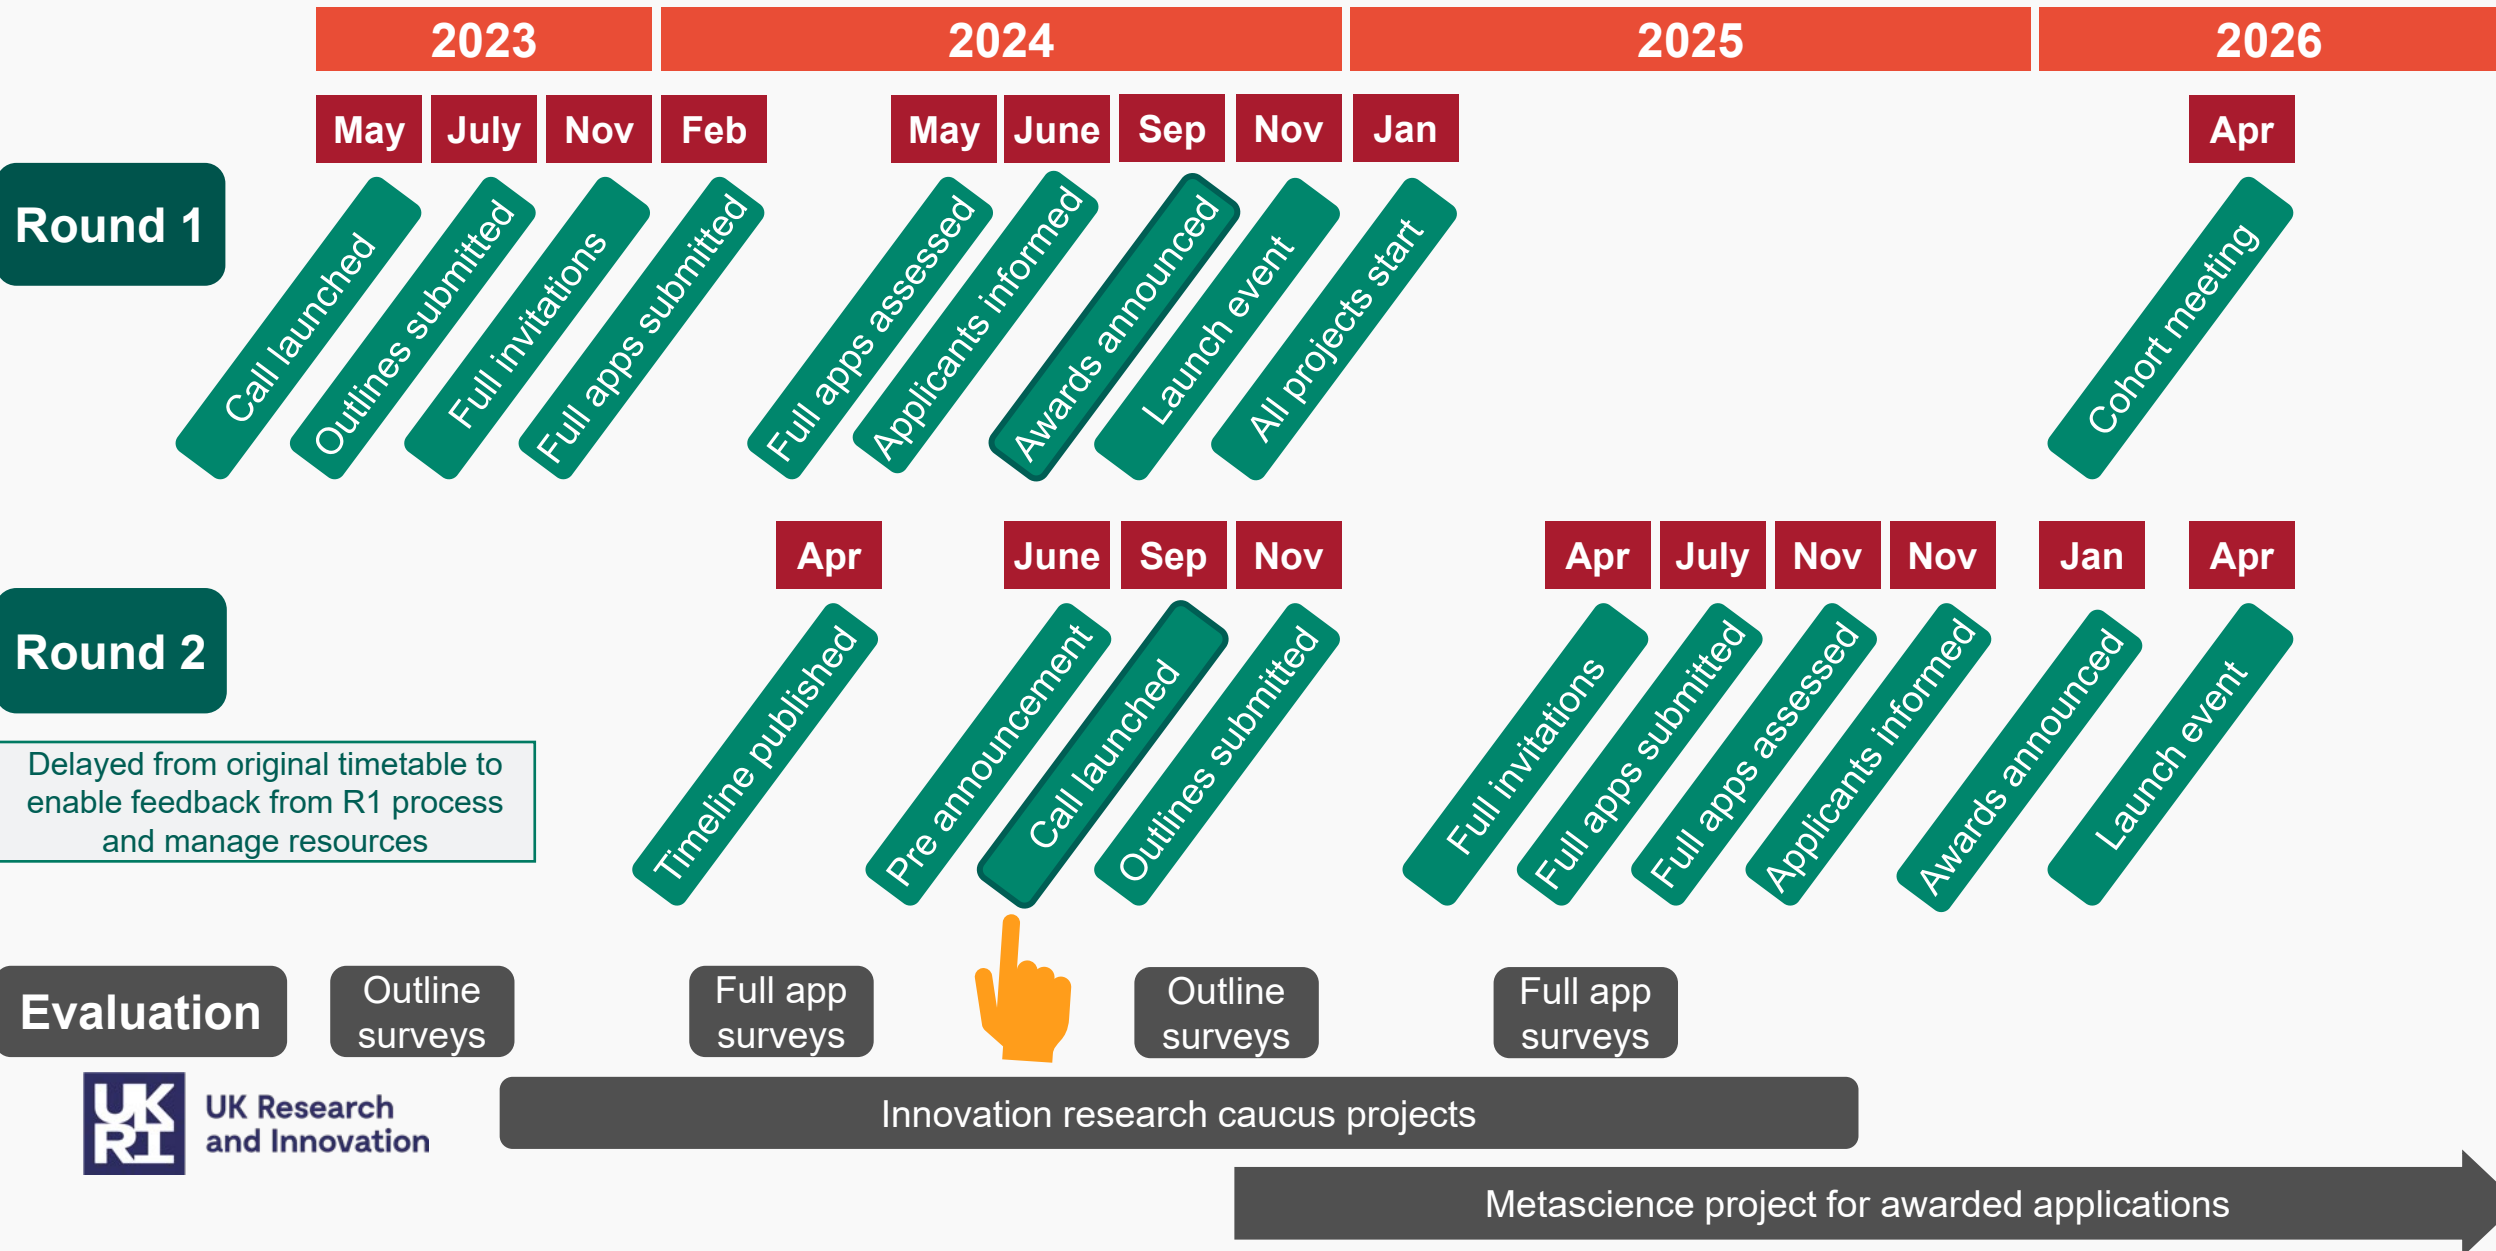 2023
2024
2025
2026
May
July
Nov
Feb
May
June
Sep
Nov
Jan
Apr
Round 1
Call launched
Outlines submitted
Full invitations
Full apps submitted
Full apps assessed
Applicants informed
Awards announced
Launch event
All projects start
Cohort meeting
Apr
June
Sep
Nov
Apr
July
Nov
Nov
Jan
Apr
Round 2
Timeline published
Pre announcement
Call launched
Outlines submitted
Full invitations
Full apps submitted
Full apps assessed
Applicants informed
Awards announced
Launch event
Delayed from original timetable to
enable feedback from R1 process
and manage resources
Evaluation
Outline
surveys
Full app
surveys
Outline
surveys
Full app
surveys
UK
RI
UK Research
and Innovation
Innovation research caucus projects
Metascience project for awarded applications